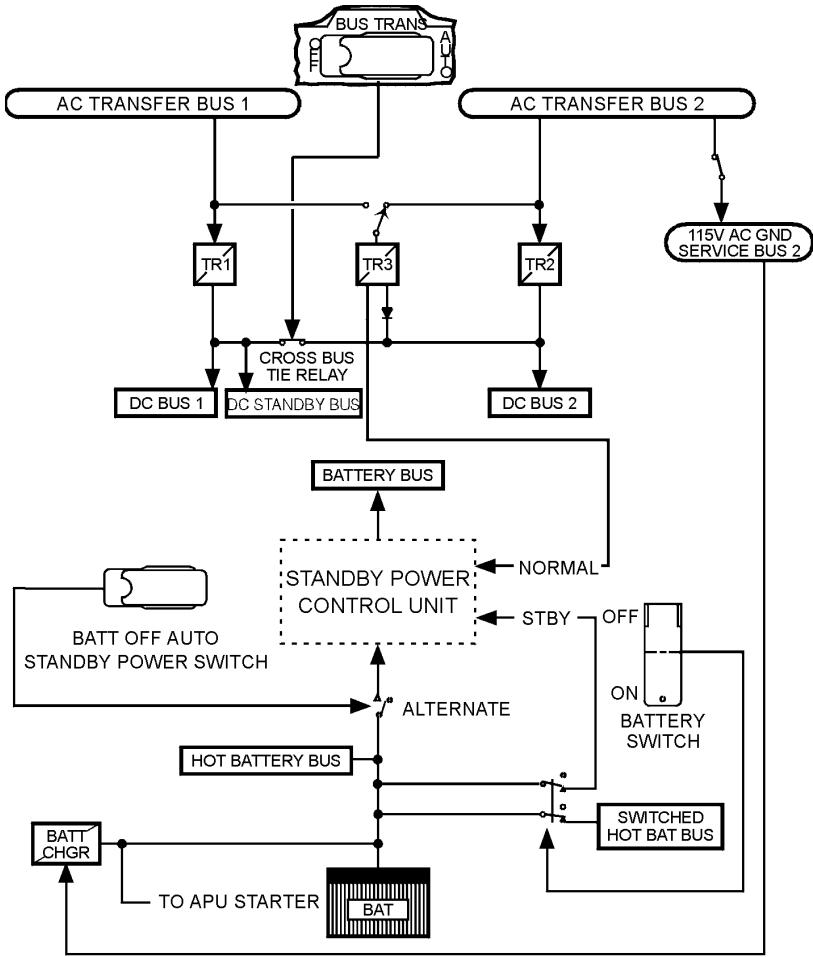 BUS TRANS
OFF
AUTO
AC TRANSFER BUS 1
AC TRANSFER BUS 2
115V AC GND
SERVICE BUS 2
TR1
TR3
TR2
CROSS BUS
TIE RELAY
DC BUS 1
DC STANDBY BUS
DC BUS 2
BATTERY BUS
STANDBY POWER
CONTROL UNIT
NORMAL
STBY
OFF
ON
BATTERY
SWITCH
BATT OFF AUTO
STANDBY POWER SWITCH
ALTERNATE
HOT BATTERY BUS
SWITCHED
HOT BAT BUS
BATT
CHGR
TO APU STARTER
BAT